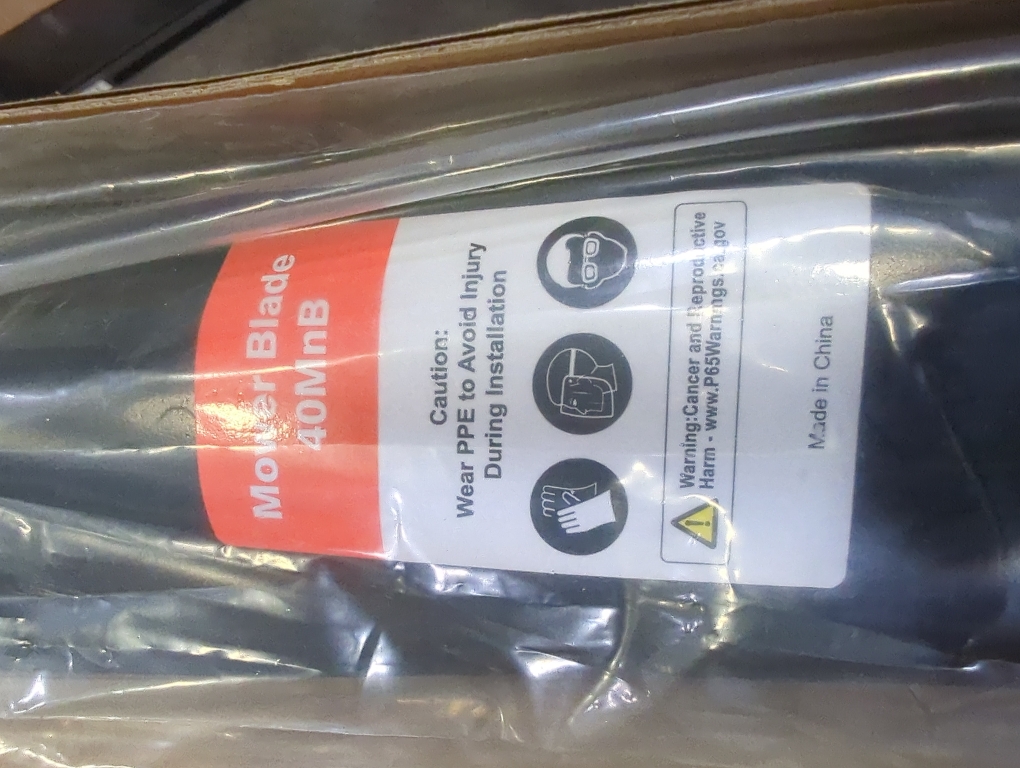 Mower Blade
40MnB
Caution:
Wear PPE to Avoid Injury
During Installation
Warning:Cancer and Reproductive
Harm - www.P65Warnings.ca.gov
Made in China